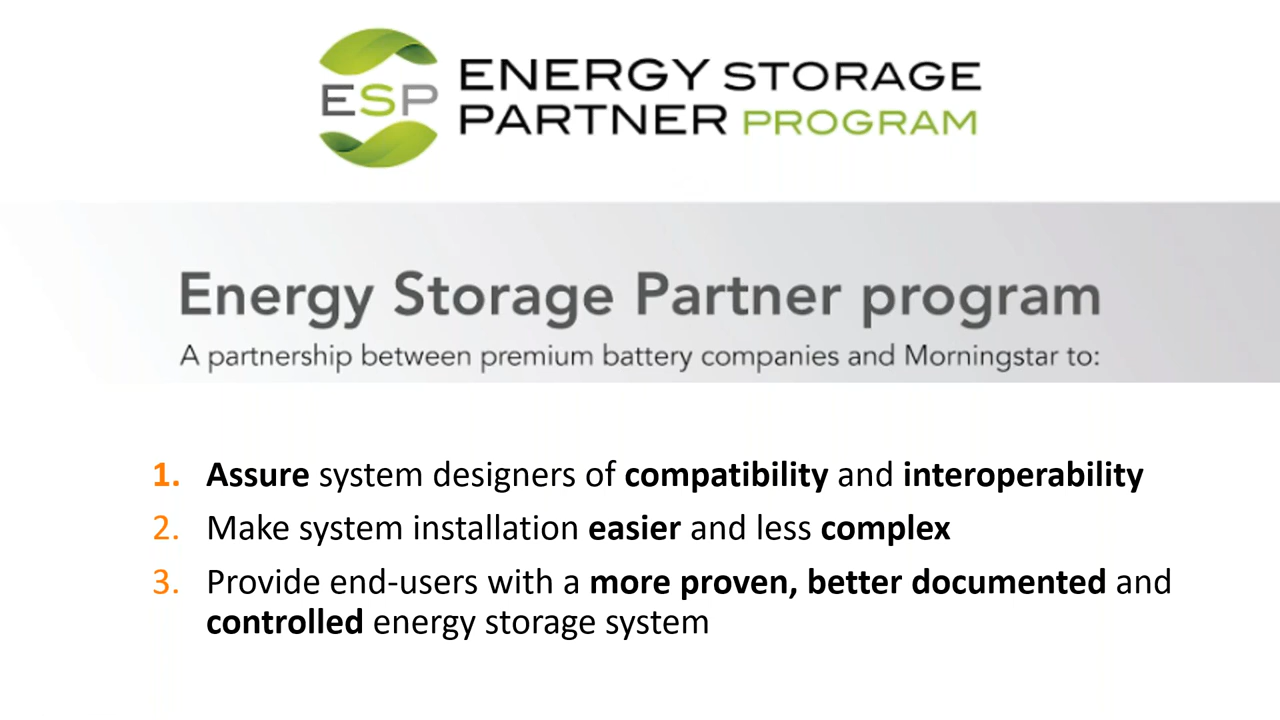 ESP
ENERGY STORAGE
PARTNER PROGRAM
Energy Storage Partner program
A partnership between premium battery companies and Morningstar to:
1. Assure system designers of compatibility and interoperability
2. Make system installation easier and less complex
3. Provide end-users with a more proven, better documented and
controlled energy storage system